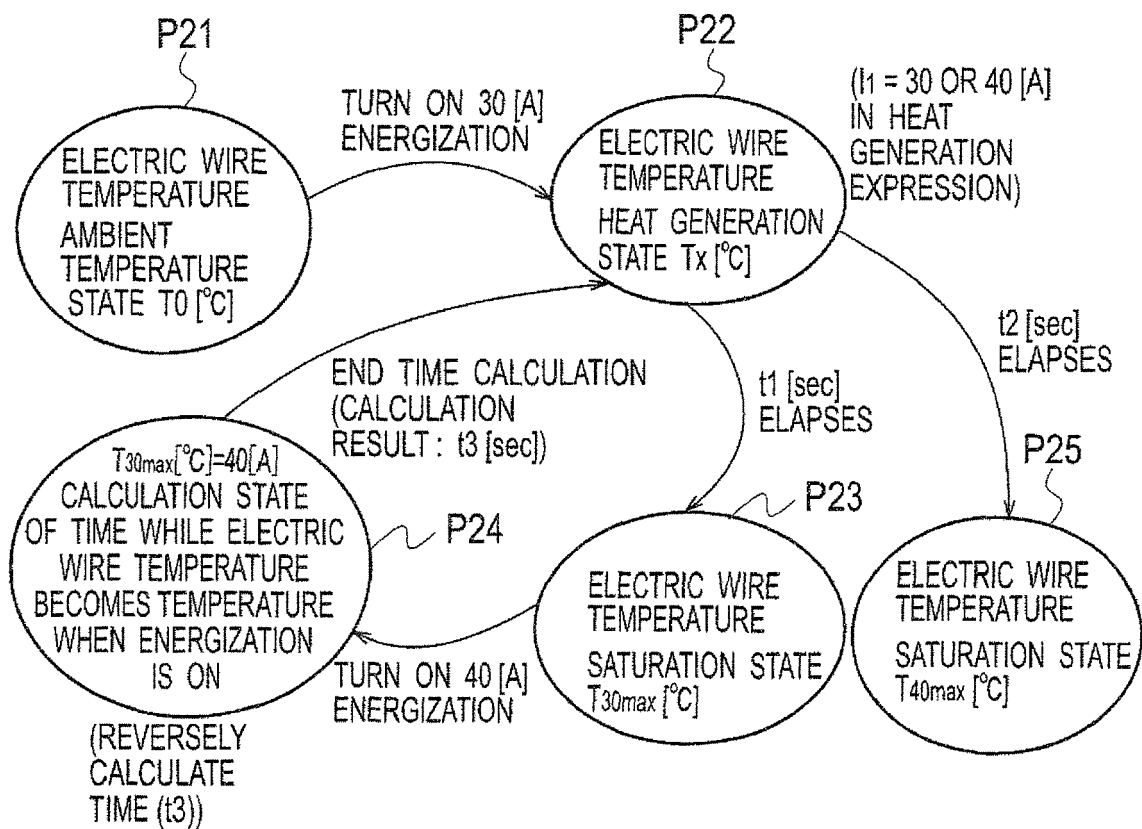 P21
ELECTRIC WIRE
TEMPERATURE
AMBIENT
TEMPERATURE
STATE T0 [°C]
TURN ON 30 [A]
ENERGIZATION
P22
ELECTRIC WIRE
TEMPERATURE
HEAT GENERATION
STATE Tx [°C]
(I1 = 30 OR 40 [A]
IN HEAT
GENERATION
EXPRESSION)
END TIME CALCULATION
(CALCULATION
RESULT : t3 [sec])
t1 [sec]
ELAPSES
t2 [sec]
ELAPSES
T30max[°C]=40[A]
CALCULATION STATE
OF TIME WHILE ELECTRIC
WIRE TEMPERATURE
BECOMES TEMPERATURE
WHEN ENERGIZATION
IS ON
P24
(REVERSELY
CALCULATE
TIME (t3))
TURN ON 40 [A]
ENERGIZATION
P23
ELECTRIC WIRE
TEMPERATURE
SATURATION STATE
T30max [°C]
P25
ELECTRIC WIRE
TEMPERATURE
SATURATION STATE
T40max [°C]